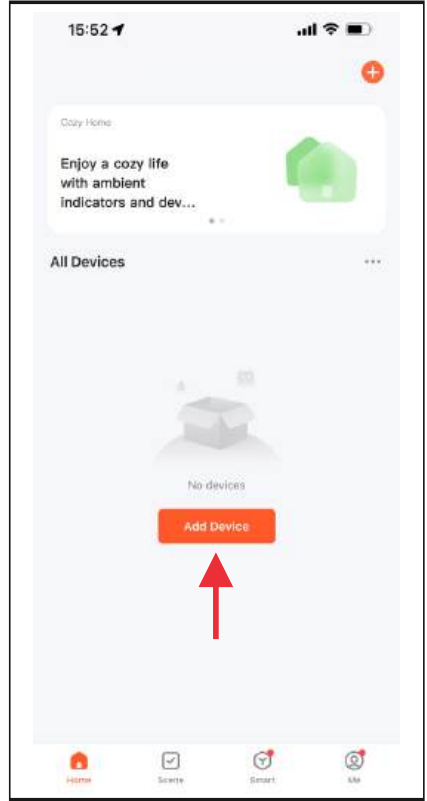 15:52
Cozy Home
Enjoy a cozy life
with ambient
indicators and dev...
All Devices
No devices
Add Device
Home
Scene
Smart
Me